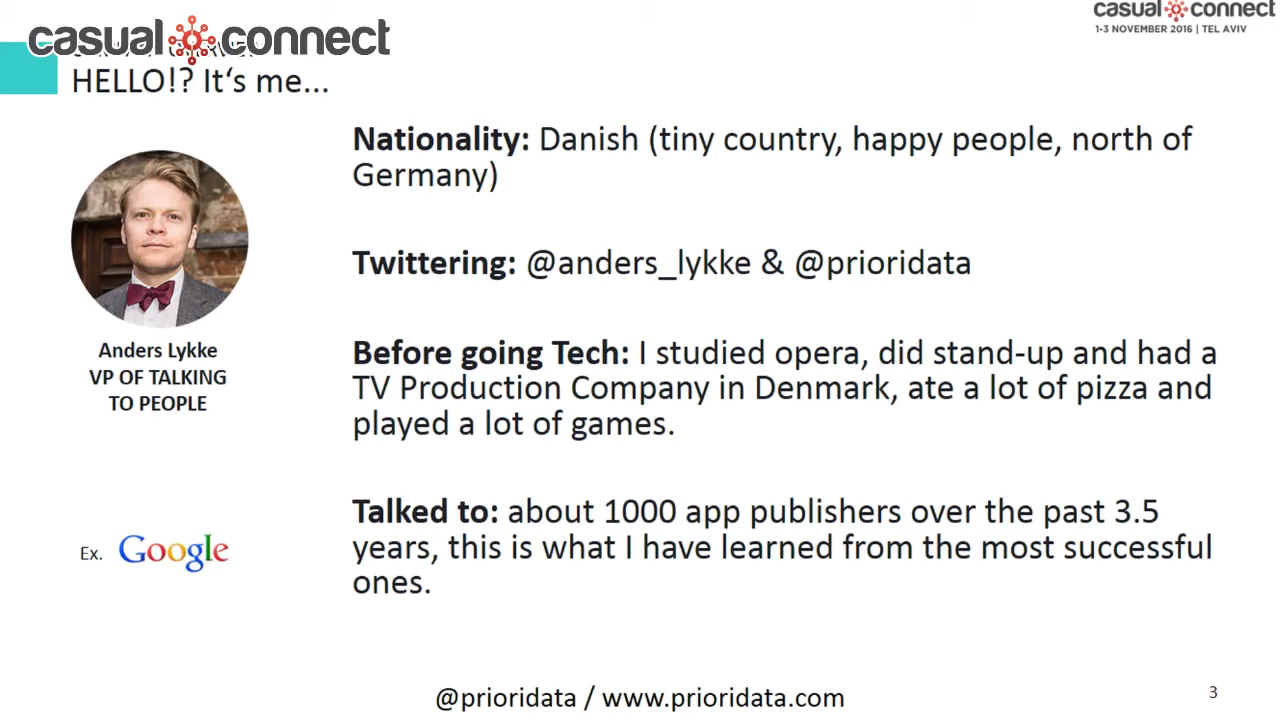 casual connect
casual connect
1-3 NOVEMBER 2016 | TEL AVIV
HELLO!? It's me...
Nationality: Danish (tiny country, happy people, north of
Germany)
Twittering: @anders_lykke & @prioridata
Anders Lykke
VP OF TALKING
TO PEOPLE
Before going Tech: I studied opera, did stand-up and had a
TV Production Company in Denmark, ate a lot of pizza and
played a lot of games.
Talked to: about 1000 app publishers over the past 3.5
years, this is what I have learned from the most successful
ones.
Ex. Google
@prioridata / www.prioridata.com
3